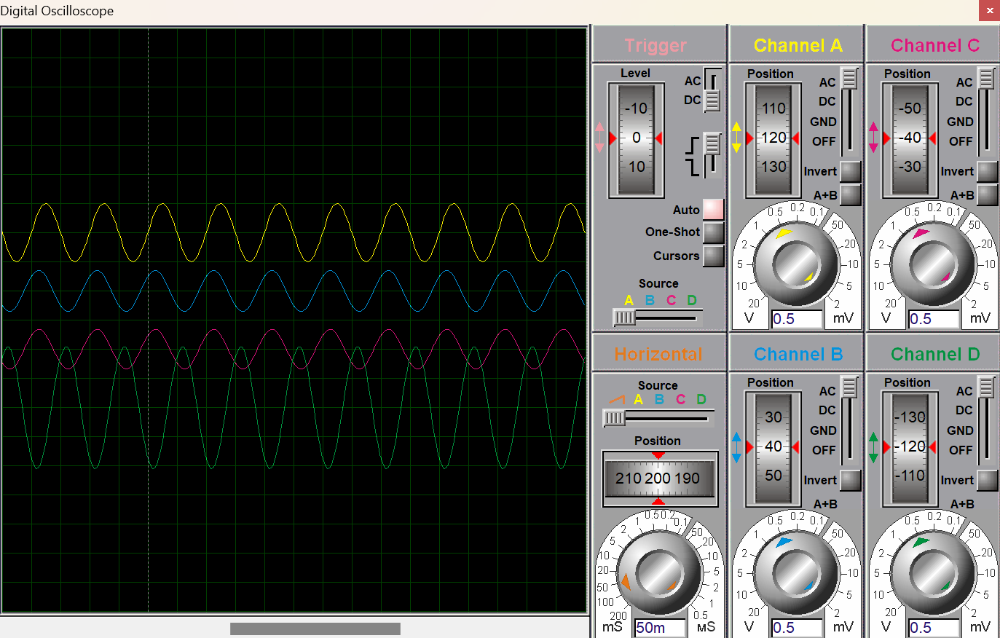 Digital Oscilloscope
×
Trigger
Level
AC
DC
-10
0
10
Auto
One-Shot
Cursors
Source
A B C D
Channel A
Position
AC
DC
GND
OFF
110
120
130
Invert
A+B
20
10
5
2
1
0.5
0.2
0.1
50
20
10
5
2
V
0.5
mV
Channel C
Position
AC
DC
GND
OFF
-50
-40
-30
Invert
A+B
20
10
5
2
1
0.5
0.2
0.1
50
20
10
5
2
V
0.5
mV
Horizontal
Source
A B C D
Position
210 200 190
200
100
50
20
10
5
2
1
0.5
0.2
0.1
50
20
10
5
2
1
0.5
mS
50m
мS
Channel B
Position
AC
DC
GND
OFF
30
40
50
Invert
A+B
20
10
5
2
1
0.5
0.2
0.1
50
20
10
5
2
V
0.5
mV
Channel D
Position
AC
DC
GND
OFF
-130
-120
-110
Invert
A+B
20
10
5
2
1
0.5
0.2
0.1
50
20
10
5
2
V
0.5
mV